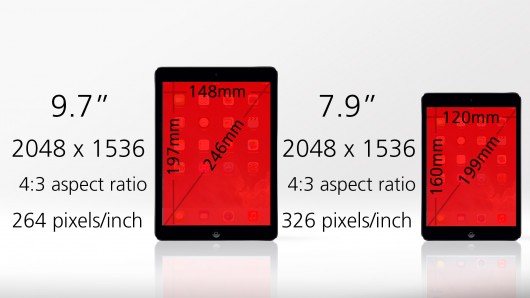 9.7”
2048 x 1536
4:3 aspect ratio
264 pixels/inch
148mm
197mm
246mm
7.9”
2048 x 1536
4:3 aspect ratio
326 pixels/inch
120mm
160mm
199mm